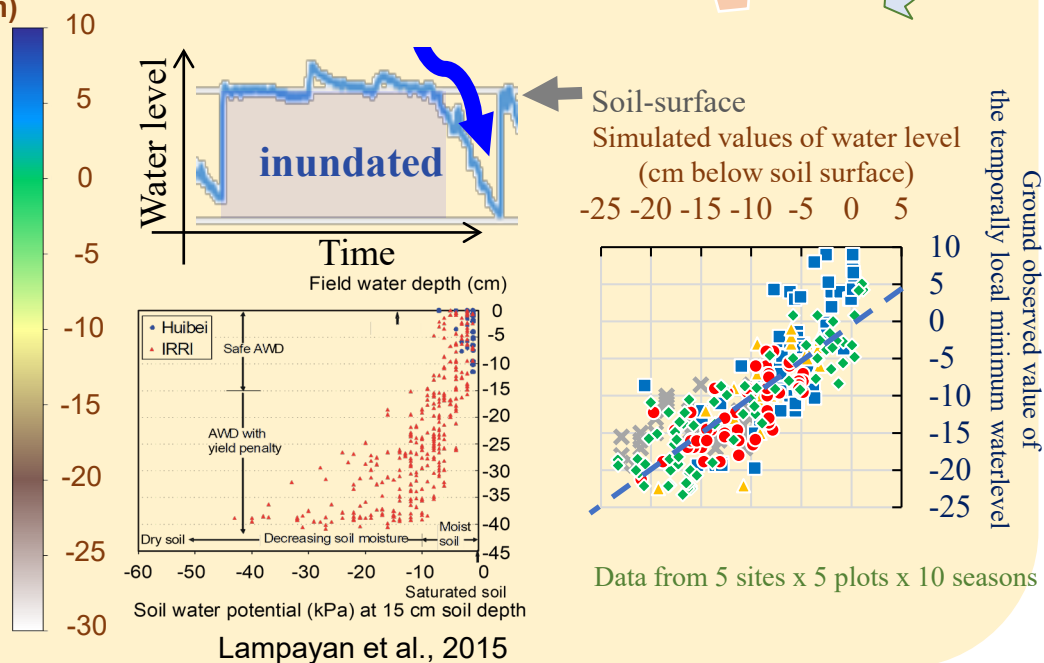 m)
10
5
0
-5
-10
-15
-20
-25
-30
Water level
inundated
Time
Soil-surface
Simulated values of water level
(cm below soil surface)
-25 -20 -15 -10 -5 0 5
10
5
0
-5
-10
-15
-20
-25
Ground observed value of
the temporally local minimum waterlevel
Data from 5 sites x 5 plots x 10 seasons
Field water depth (cm)
Huibei
IRRI
Safe AWD
AWD with
yield penalty
Dry soil
Decreasing soil moisture
Moist
soil
0
-5
-10
-15
-20
-25
-30
-35
-40
-45
-60 -50 -40 -30 -20 -10 0
Saturated soil
Soil water potential (kPa) at 15 cm soil depth
Lampayan et al., 2015